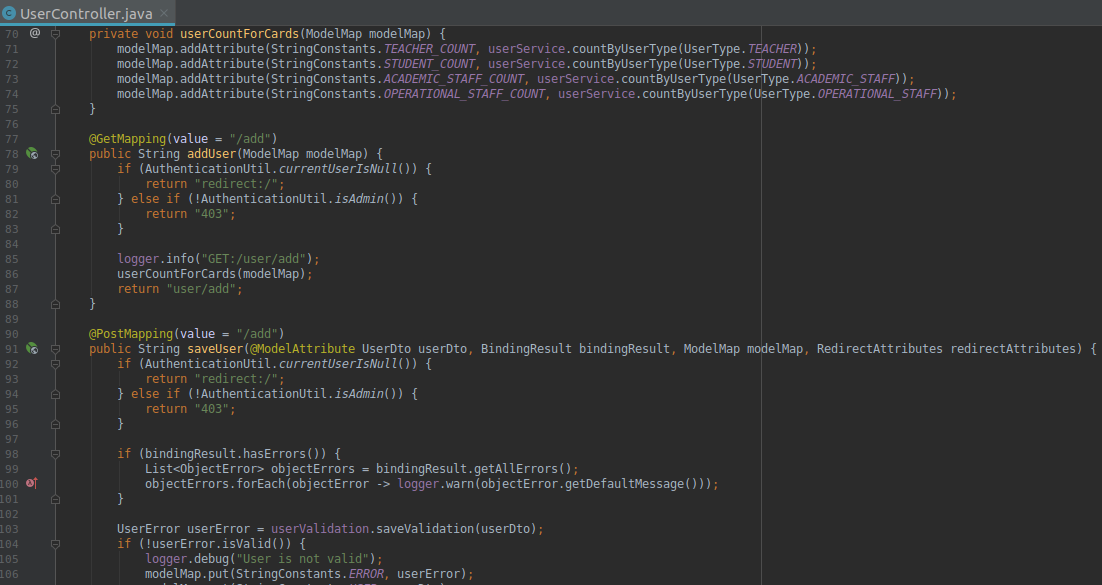 UserController.java
70 @ private void userCountForCards(ModelMap modelMap) {
71 modelMap.addAttribute(StringConstants.TEACHER_COUNT, userService.countByUserType(UserType.TEACHER));
72 modelMap.addAttribute(StringConstants.STUDENT_COUNT, userService.countByUserType(UserType.STUDENT));
73 modelMap.addAttribute(StringConstants.ACADEMIC_STAFF_COUNT, userService.countByUserType(UserType.ACADEMIC_STAFF));
74 modelMap.addAttribute(StringConstants.OPERATIONAL_STAFF_COUNT, userService.countByUserType(UserType.OPERATIONAL_STAFF));
75 }
76
77 @GetMapping(value = "/add")
78 public String addUser(ModelMap modelMap) {
79 if (AuthenticationUtil.currentUserIsNull()) {
80 return "redirect:/";
81 } else if (!AuthenticationUtil.isAdmin()) {
82 return "403";
83 }
84
85 logger.info("GET:/user/add");
86 userCountForCards(modelMap);
87 return "user/add";
88 }
89
90 @PostMapping(value = "/add")
91 public String saveUser(@ModelAttribute UserDto userDto, BindingResult bindingResult, ModelMap modelMap, RedirectAttributes redirectAttributes) {
92 if (AuthenticationUtil.currentUserIsNull()) {
93 return "redirect:/";
94 } else if (!AuthenticationUtil.isAdmin()) {
95 return "403";
96 }
97
98 if (bindingResult.hasErrors()) {
99 List<ObjectError> objectErrors = bindingResult.getAllErrors();
100 objectErrors.forEach(objectError -> logger.warn(objectError.getDefaultMessage()));
101 }
102
103 UserError userError = userValidation.saveValidation(userDto);
104 if (!userError.isValid()) {
105 logger.debug("User is not valid");
106 modelMap.put(StringConstants.ERROR, userError);